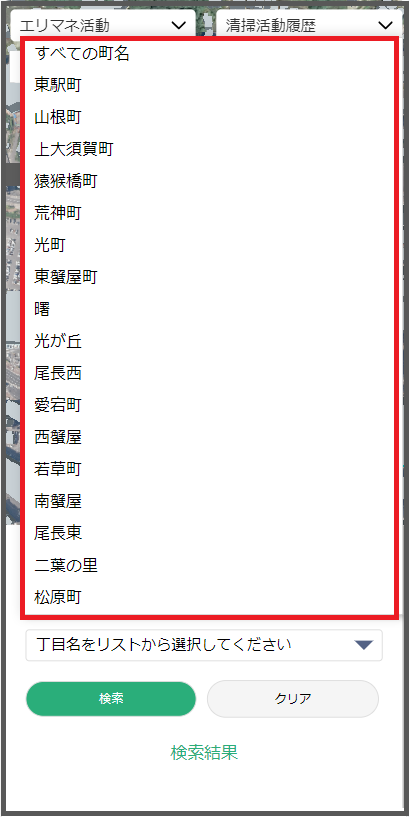 エリマネ活動
清掃活動履歴
すべての町名
東駅町
山根町
上大須賀町
猿猴橋町
荒神町
光町
東蟹屋町
曙
光が丘
尾長西
愛宕町
西蟹屋
若草町
南蟹屋
尾長東
二葉の里
松原町
丁目名をリストから選択してください
検索
クリア
検索結果